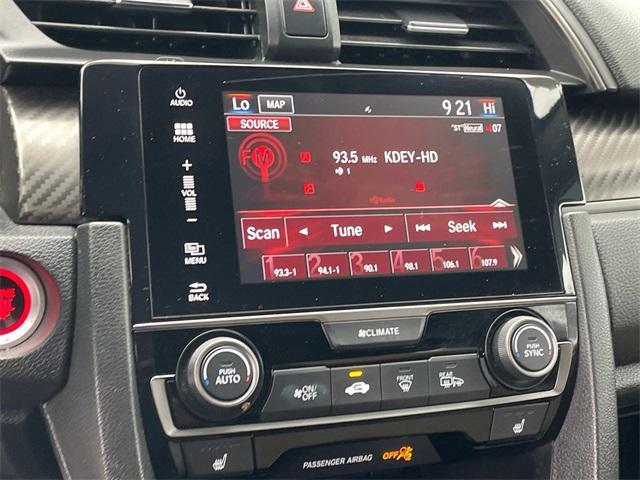 Lo MAP 9 21 Hi
AUDIO
SOURCE
HOME
FM 93.5 MHz KDEY-HD
1
+
VOL
−
Scan Tune Seek
MENU
1 93.3-1 2 94.1-1 3 90.1 4 98.1 5 106.1 6 107.9
BACK
CLIMATE
PUSH AUTO
PUSH SYNC
ON/OFF
FRONT
REAR
PASSENGER AIRBAG OFF